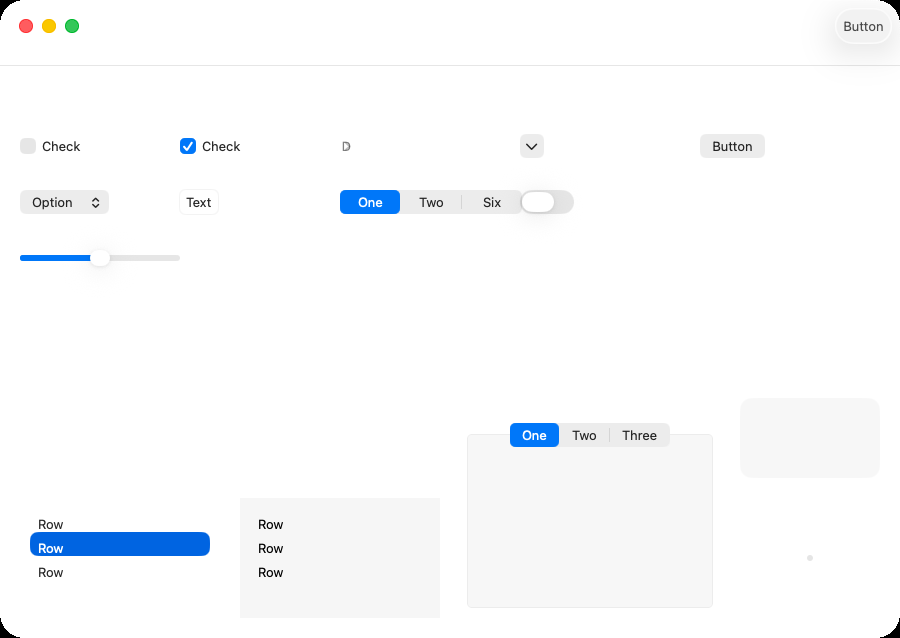 Button
Check
Check
D
Button
Option
Text
One Two Six
One Two Three
Row
Row
Row
Row
Row
Row